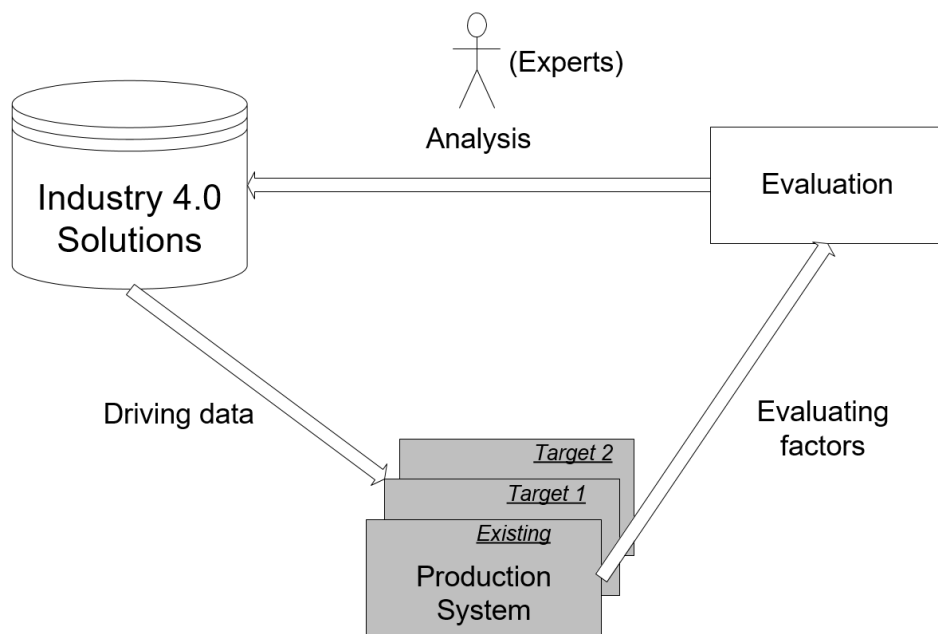 (Experts)
Analysis
Industry 4.0
Solutions
Evaluation
Driving data
Evaluating
factors
Target 2
Target 1
Existing
Production
System